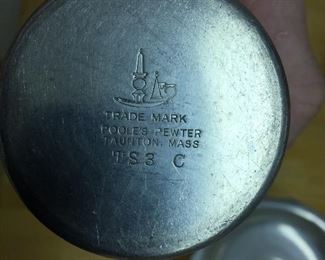 TRADE MARK
POOLE'S PEWTER
TAUNTON, MASS
TS3 C